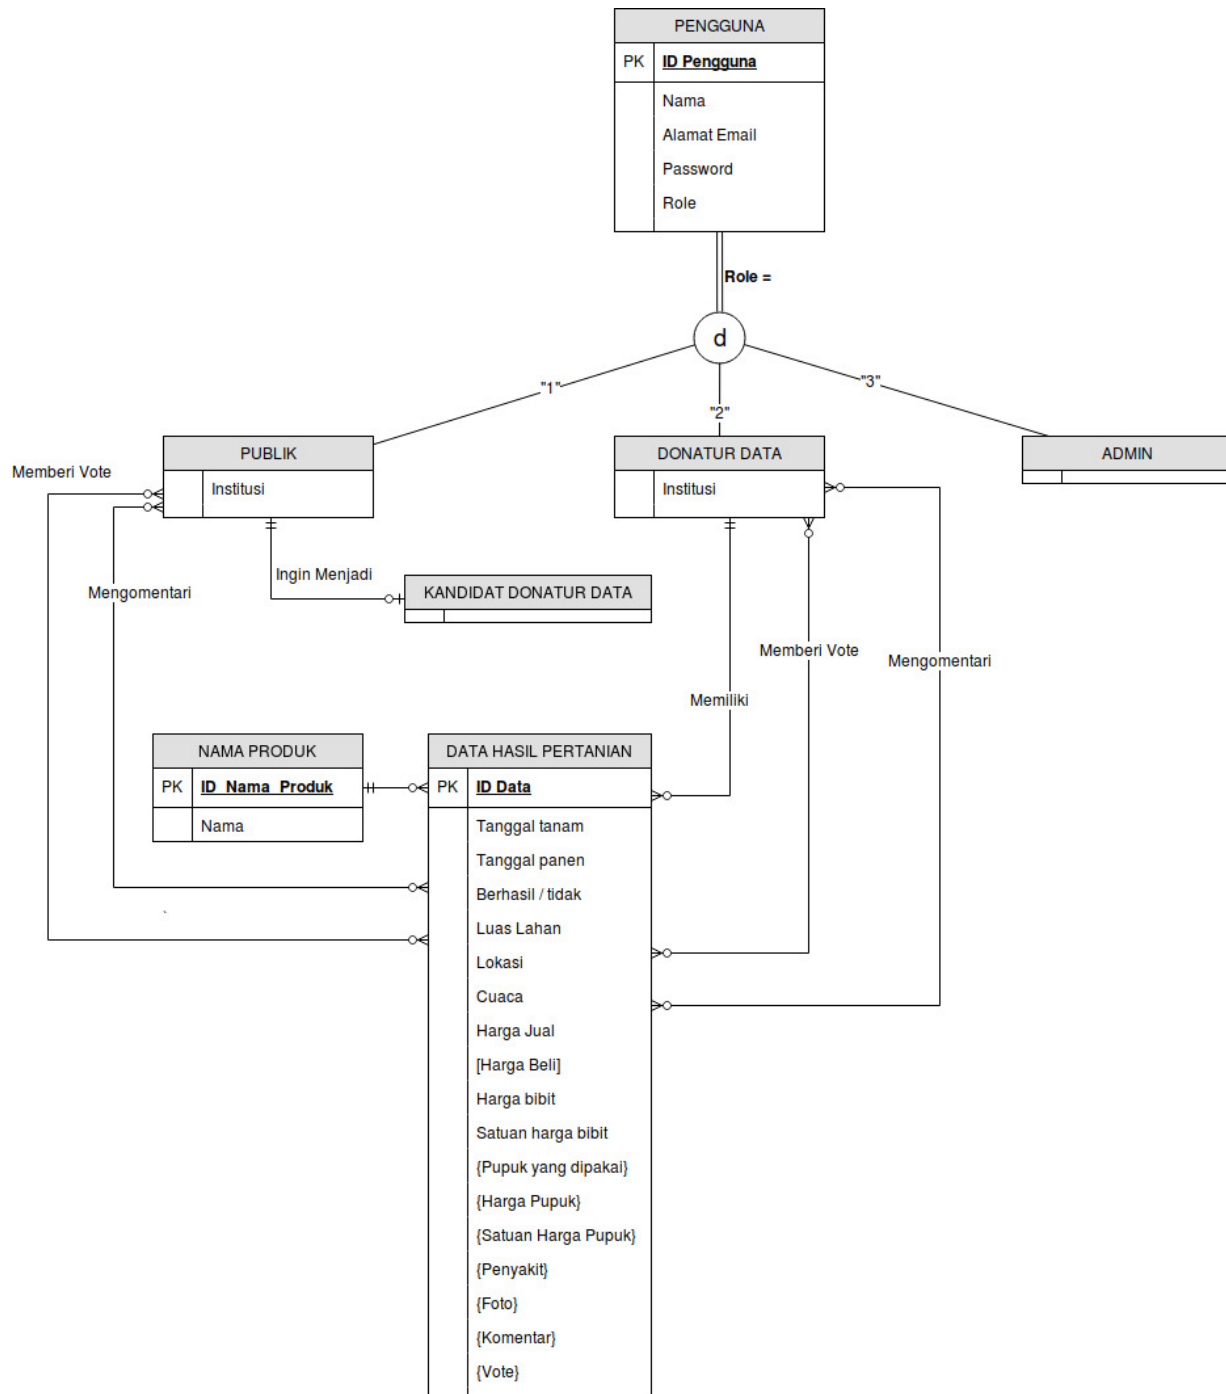 PENGGUNA
PK ID Pengguna
Nama
Alamat Email
Password
Role
Role =
d
"1"
"2"
"3"
PUBLIK
Institusi
DONATUR DATA
Institusi
ADMIN
Memberi Vote
Mengomentari
Ingin Menjadi
KANDIDAT DONATUR DATA
Memberi Vote
Mengomentari
Memiliki
NAMA PRODUK
PK ID_Nama_Produk
Nama
DATA HASIL PERTANIAN
PK ID Data
Tanggal tanam
Tanggal panen
Berhasil / tidak
Luas Lahan
Lokasi
Cuaca
Harga Jual
[Harga Beli]
Harga bibit
Satuan harga bibit
{Pupuk yang dipakai}
{Harga Pupuk}
{Satuan Harga Pupuk}
{Penyakit}
{Foto}
{Komentar}
{Vote}